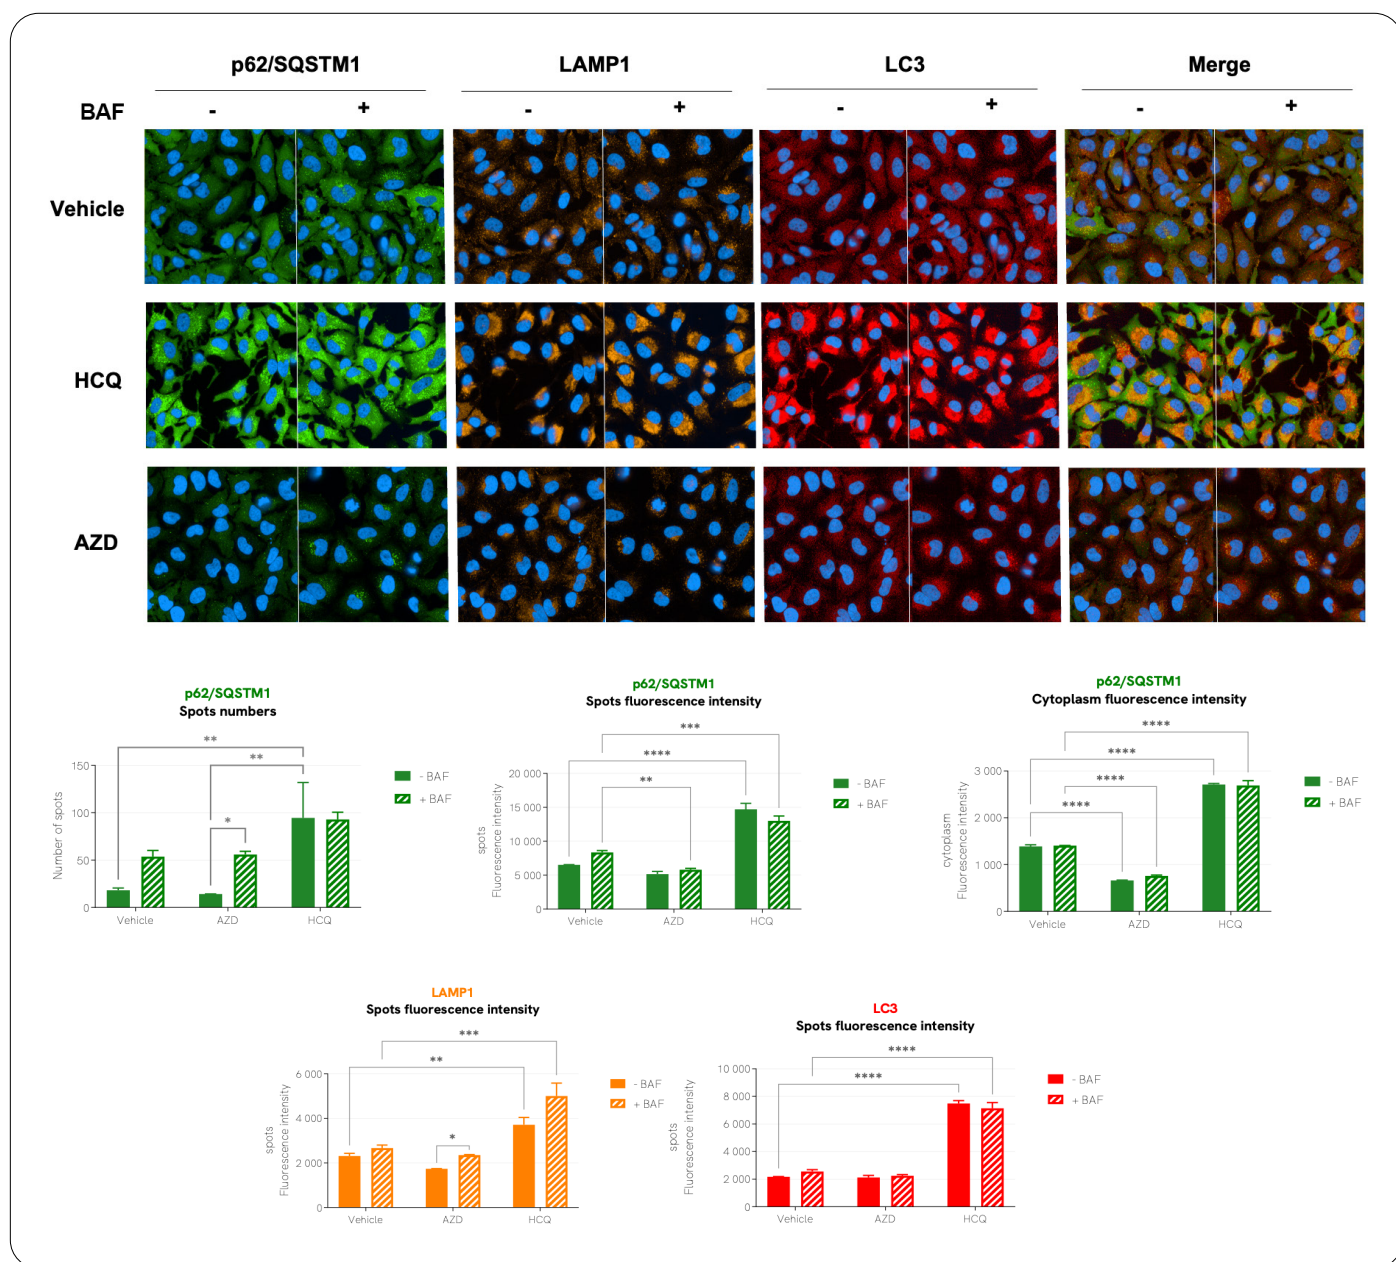 p62/SQSTM1 LAMP1 LC3 Merge
BAF - + - + - + - +
Vehicle
HCQ
AZD
p62/SQSTM1
Spots numbers
**
**
*
150
100
50
0
Number of spots
Vehicle AZD HCQ
- BAF
+ BAF
p62/SQSTM1
Spots fluorescence intensity
***
****
**
20 000
15 000
10 000
5 000
0
spots
Fluorescence intensity
Vehicle AZD HCQ
- BAF
+ BAF
p62/SQSTM1
Cytoplasm fluorescence intensity
****
****
****
****
3 000
2 000
1 000
0
cytoplasm
Fluorescence intensity
Vehicle AZD HCQ
- BAF
+ BAF
LAMP1
Spots fluorescence intensity
***
**
*
6 000
4 000
2 000
0
spots
Fluorescence intensity
Vehicle AZD HCQ
- BAF
+ BAF
LC3
Spots fluorescence intensity
****
****
10 000
8 000
6 000
4 000
2 000
0
spots
Fluorescence intensity
Vehicle AZD HCQ
- BAF
+ BAF